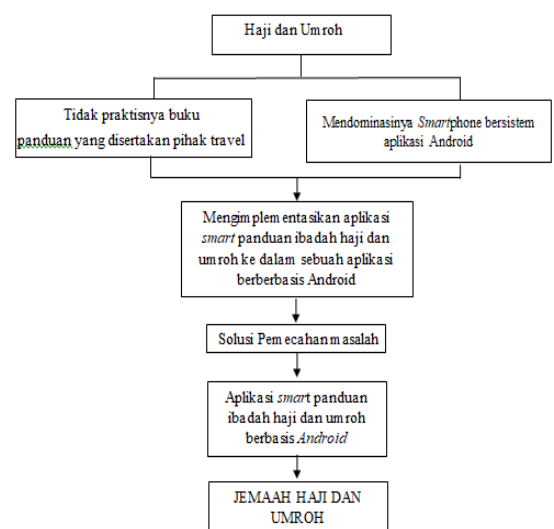 Haji dan Umroh
Tidak praktisnya buku
panduan yang disertakan pihak travel
Mendominasinya Smartphone bersistem
aplikasi Android
Mengimplementasikan aplikasi
smart panduan ibadah haji dan
umroh ke dalam sebuah aplikasi
berberbasis Android
Solusi Pemecahan masalah
Aplikasi smart panduan
ibadah haji dan umroh
berbasis Android
JEMAAH HAJI DAN
UMROH